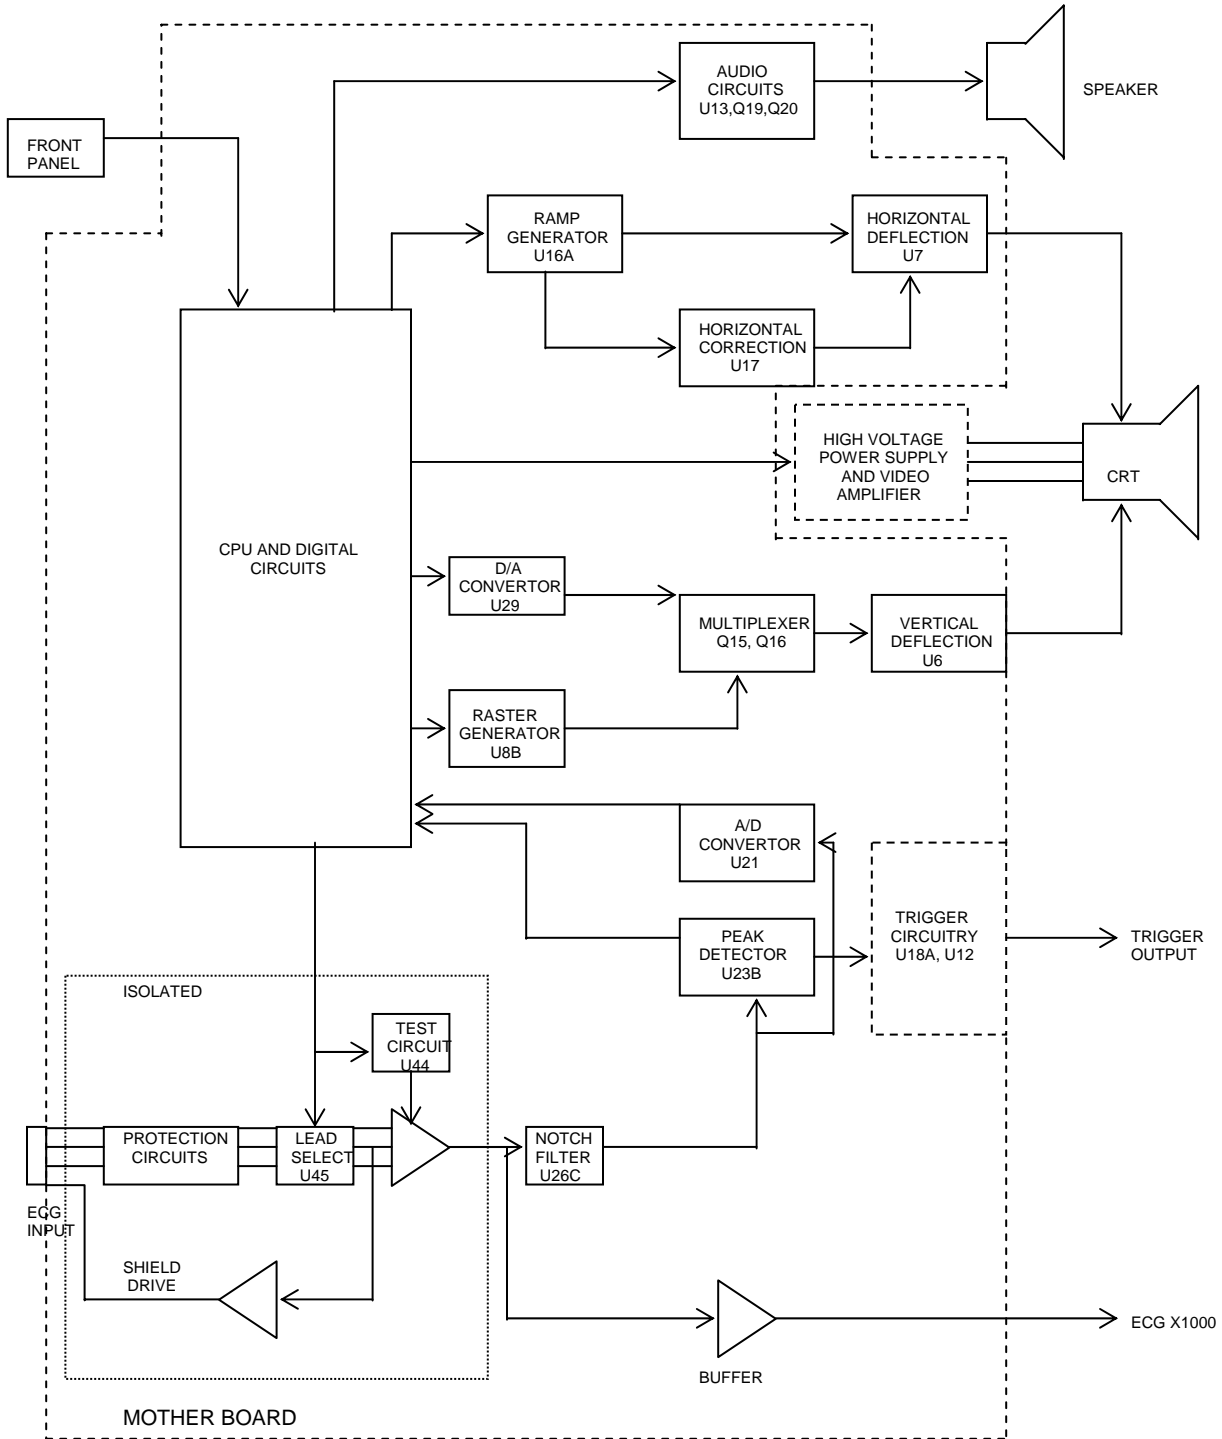 AUDIO
CIRCUITS
U13,Q19,Q20
SPEAKER
FRONT
PANEL
RAMP
GENERATOR
U16A
HORIZONTAL
DEFLECTION
U7
HORIZONTAL
CORRECTION
U17
HIGH VOLTAGE
POWER SUPPLY
AND VIDEO
AMPLIFIER
CRT
CPU AND DIGITAL
CIRCUITS
D/A
CONVERTOR
U29
MULTIPLEXER
Q15, Q16
VERTICAL
DEFLECTION
U6
RASTER
GENERATOR
U8B
A/D
CONVERTOR
U21
PEAK
DETECTOR
U23B
TRIGGER
CIRCUITRY
U18A, U12
TRIGGER
OUTPUT
ISOLATED
TEST
CIRCUIT
U44
PROTECTION
CIRCUITS
LEAD
SELECT
U45
NOTCH
FILTER
U26C
ECG
INPUT
SHIELD
DRIVE
BUFFER
ECG X1000
MOTHER BOARD